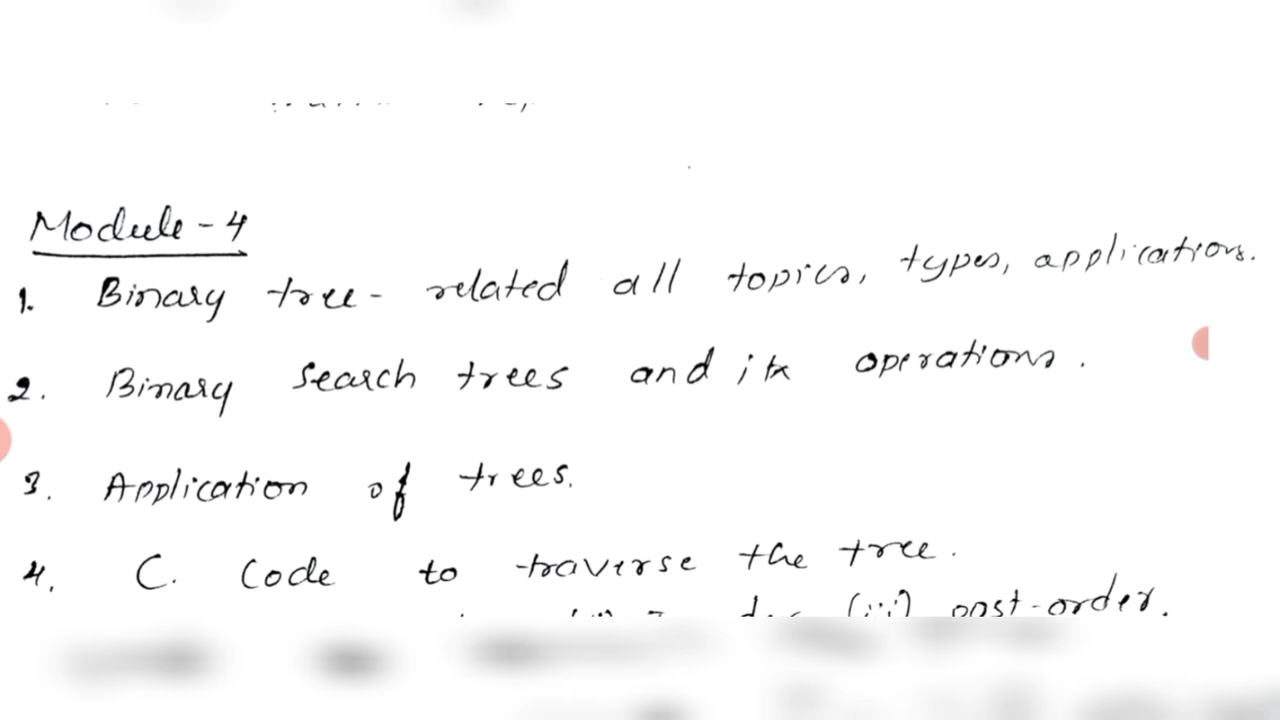 Module - 4
1. Binary tree - related all topics, types, applications.
2. Binary search trees and its operations.
3. Application of trees.
4. C. Code to traverse the tree.
(iii) post-order.